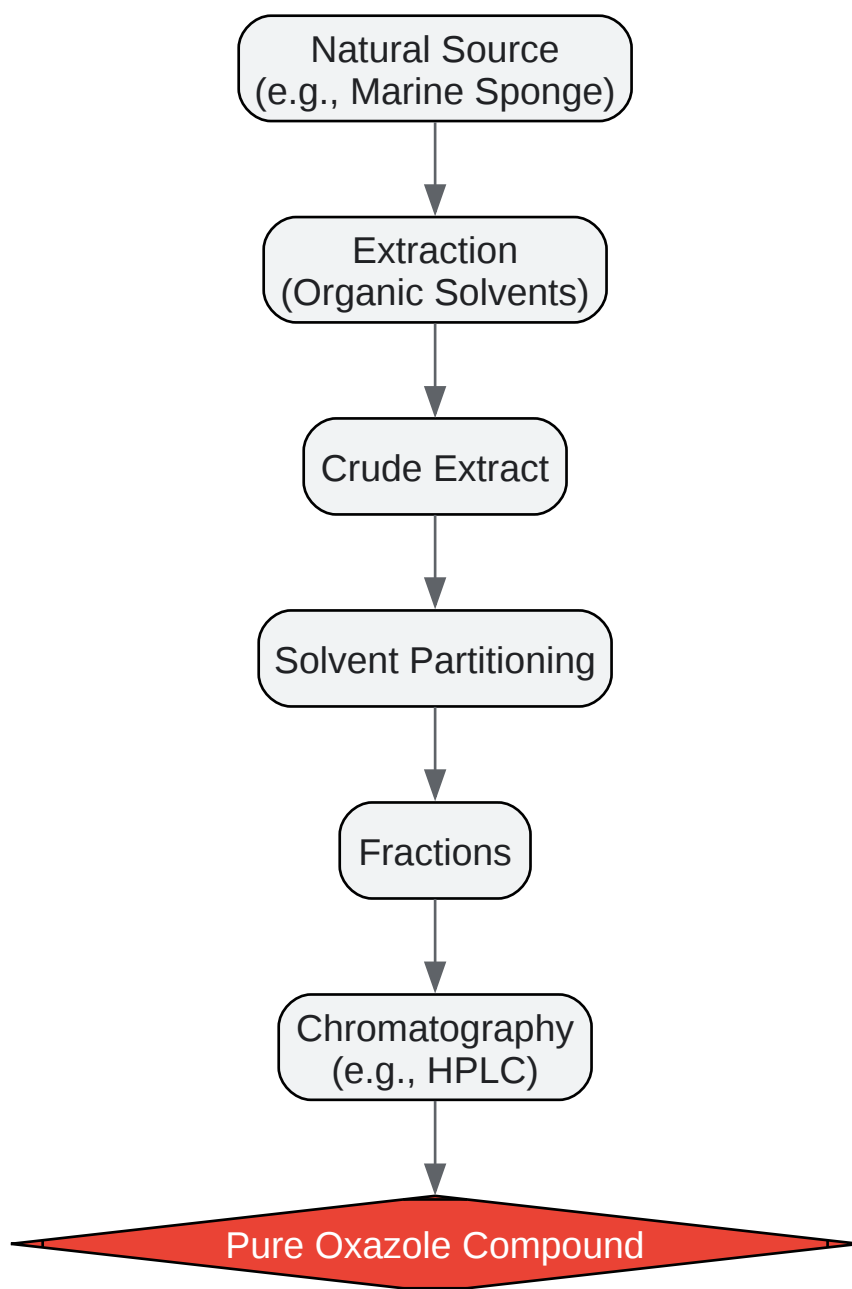 Natural Source
(e.g., Marine Sponge)
Extraction
(Organic Solvents)
Crude Extract
Solvent Partitioning
Fractions
Chromatography
(e.g., HPLC)
Pure Oxazole Compound